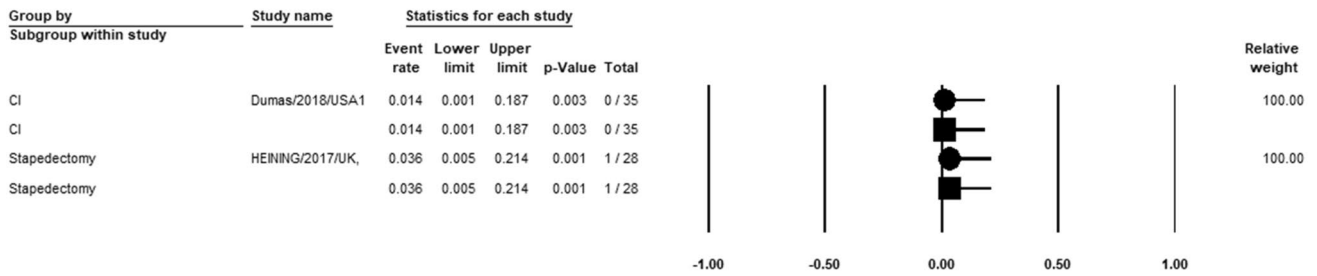 Group by Study name Statistics for each study
Subgroup within study
Event Lower Upper Relative
rate limit limit p-Value Total weight
CI Dumas/2018/USA1 0.014 0.001 0.187 0.003 0 / 35 100.00
CI 0.014 0.001 0.187 0.003 0 / 35
Stapedectomy HEINING/2017/UK, 0.036 0.005 0.214 0.001 1 / 28 100.00
Stapedectomy 0.036 0.005 0.214 0.001 1 / 28
-1.00 -0.50 0.00 0.50 1.00